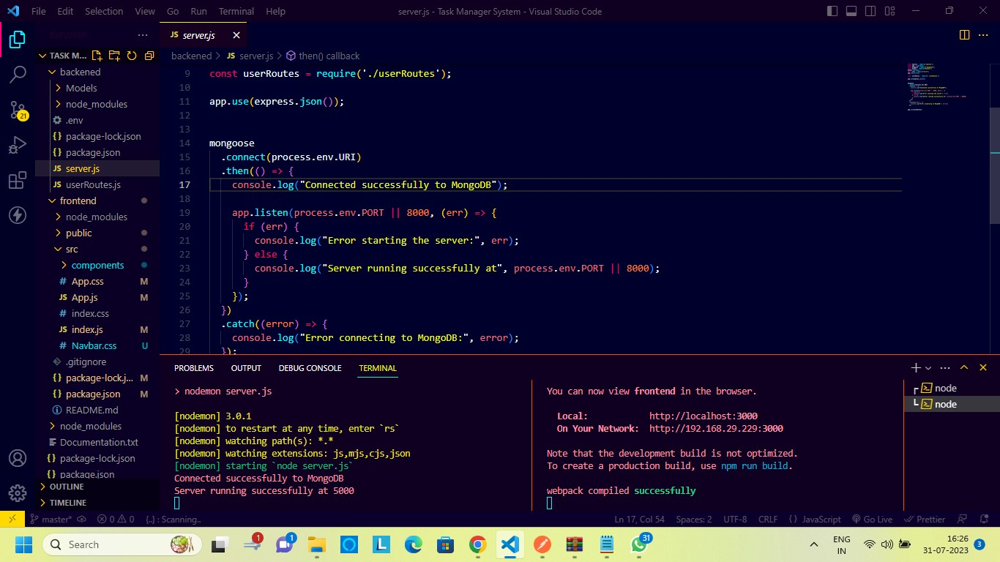 File Edit Selection View Go Run Terminal Help
server.js - Task Manager System - Visual Studio Code
EXPLORER
TASK M...
backened
Models
node_modules
.env
package-lock.json
package.json
JS server.js
JS userRoutes.js
frontend
node_modules
public
src
components
# App.css M
JS App.js M
# index.css
JS index.js M
# Navbar.css U
.gitignore
package-lock.j... M
package.json M
README.md
node_modules
Documentation.txt
package-lock.json
package.json
OUTLINE
TIMELINE
21
JS server.js
backened > JS server.js > then() callback
9 const userRoutes = require('./userRoutes');
10
11 app.use(express.json());
12
13
14 mongoose
15 .connect(process.env.URI)
16 .then(() => {
17 console.log("Connected successfully to MongoDB");
18
19 app.listen(process.env.PORT || 8000, (err) => {
20 if (err) {
21 console.log("Error starting the server:", err);
22 } else {
23 console.log("Server running successfully at", process.env.PORT || 8000);
24 }
25 });
26 })
27 .catch((error) => {
28 console.log("Error connecting to MongoDB:", error);
29 });
PROBLEMS OUTPUT DEBUG CONSOLE TERMINAL
> nodemon server.js
[nodemon] 3.0.1
[nodemon] to restart at any time, enter `rs`
[nodemon] watching path(s): *.*
[nodemon] watching extensions: js,mjs,cjs,json
[nodemon] starting `node server.js`
Connected successfully to MongoDB
Server running successfully at 5000
You can now view frontend in the browser.
Local: http://localhost:3000
On Your Network: http://192.168.29.229:3000
Note that the development build is not optimized.
To create a production build, use npm run build.
webpack compiled successfully
node
node
master* 0 0 {..} : Scanning..
Ln 17, Col 54 Spaces: 2 UTF-8 CRLF {} JavaScript Go Live Prettier
Search
1
1
L
31
ENG
IN
16:26
31-07-2023
3